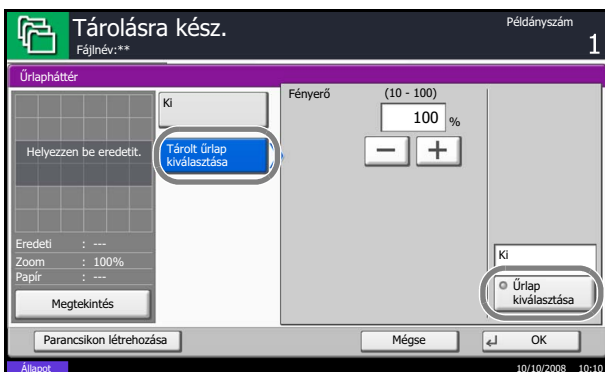 Tárolásra kész.
Fájlnév:**
Példányszám
1
Űrlapháttér
Helyezzen be eredetit.
Eredeti : ---
Zoom : 100%
Papír : ---
Megtekintés
Ki
Tárolt űrlap
kiválasztása
Fényerő
(10 - 100)
100 %
Ki
Űrlap
kiválasztása
Parancsikon létrehozása
Mégse
OK
Állapot
10/10/2008 10:10